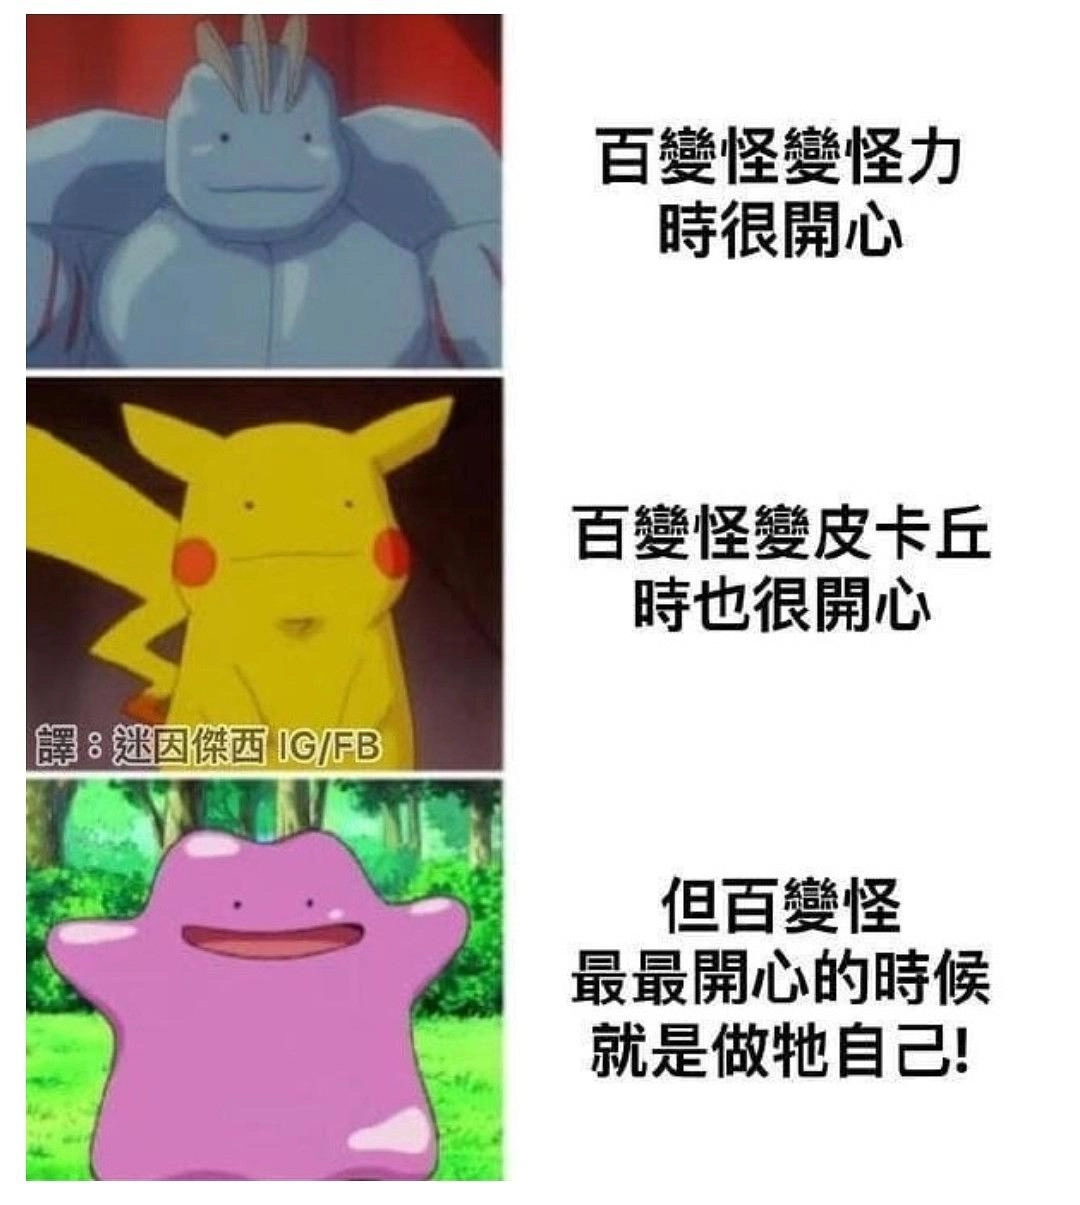 百變怪變怪力
時很開心
百變怪變皮卡丘
時也很開心
譯：迷因傑西 IG/FB
但百變怪
最最開心的時候
就是做牠自己!